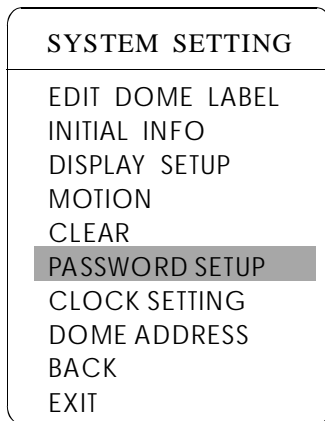 SYSTEM SETTING
EDIT DOME LABEL
INITIAL INFO
DISPLAY SETUP
MOTION
CLEAR
PASSWORD SETUP
CLOCK SETTING
DOME ADDRESS
BACK
EXIT